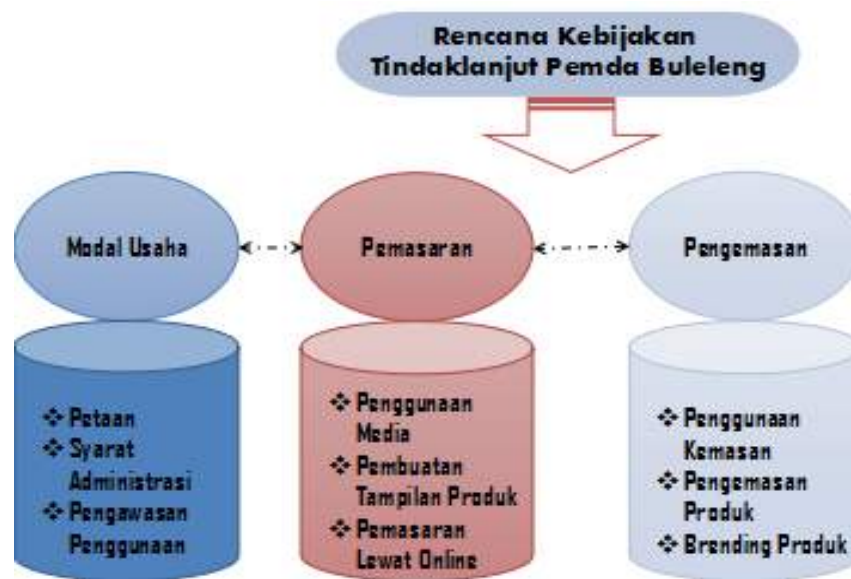 Rencana Kebijakan
Tindaklanjut Pemda Buleleng
Modal Usaha
Pemasaran
Pengemasan
❖ Petaan
❖ Syarat
Administrasi
❖ Pengawasan
Penggunaan
❖ Penggunaan
Media
❖ Pembuatan
Tampilan Produk
❖ Pemasaran
Lewat Online
❖ Penggunaan
Kemasan
❖ Pengemasan
Produk
❖ Brending Produk